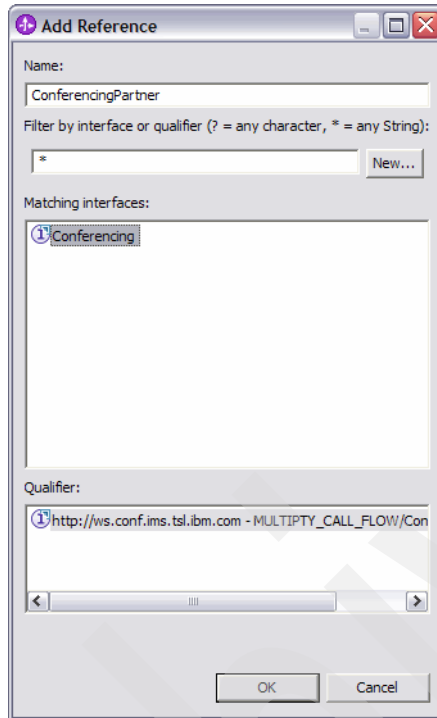 Add Reference
Name:
ConferencingPartner
Filter by interface or qualifier (? = any character, * = any String):
*
New...
Matching interfaces:
Conferencing
Qualifier:
http://ws.conf.ims.tsl.ibm.com - MULTIPTY_CALL_FLOW/Con
OK
Cancel